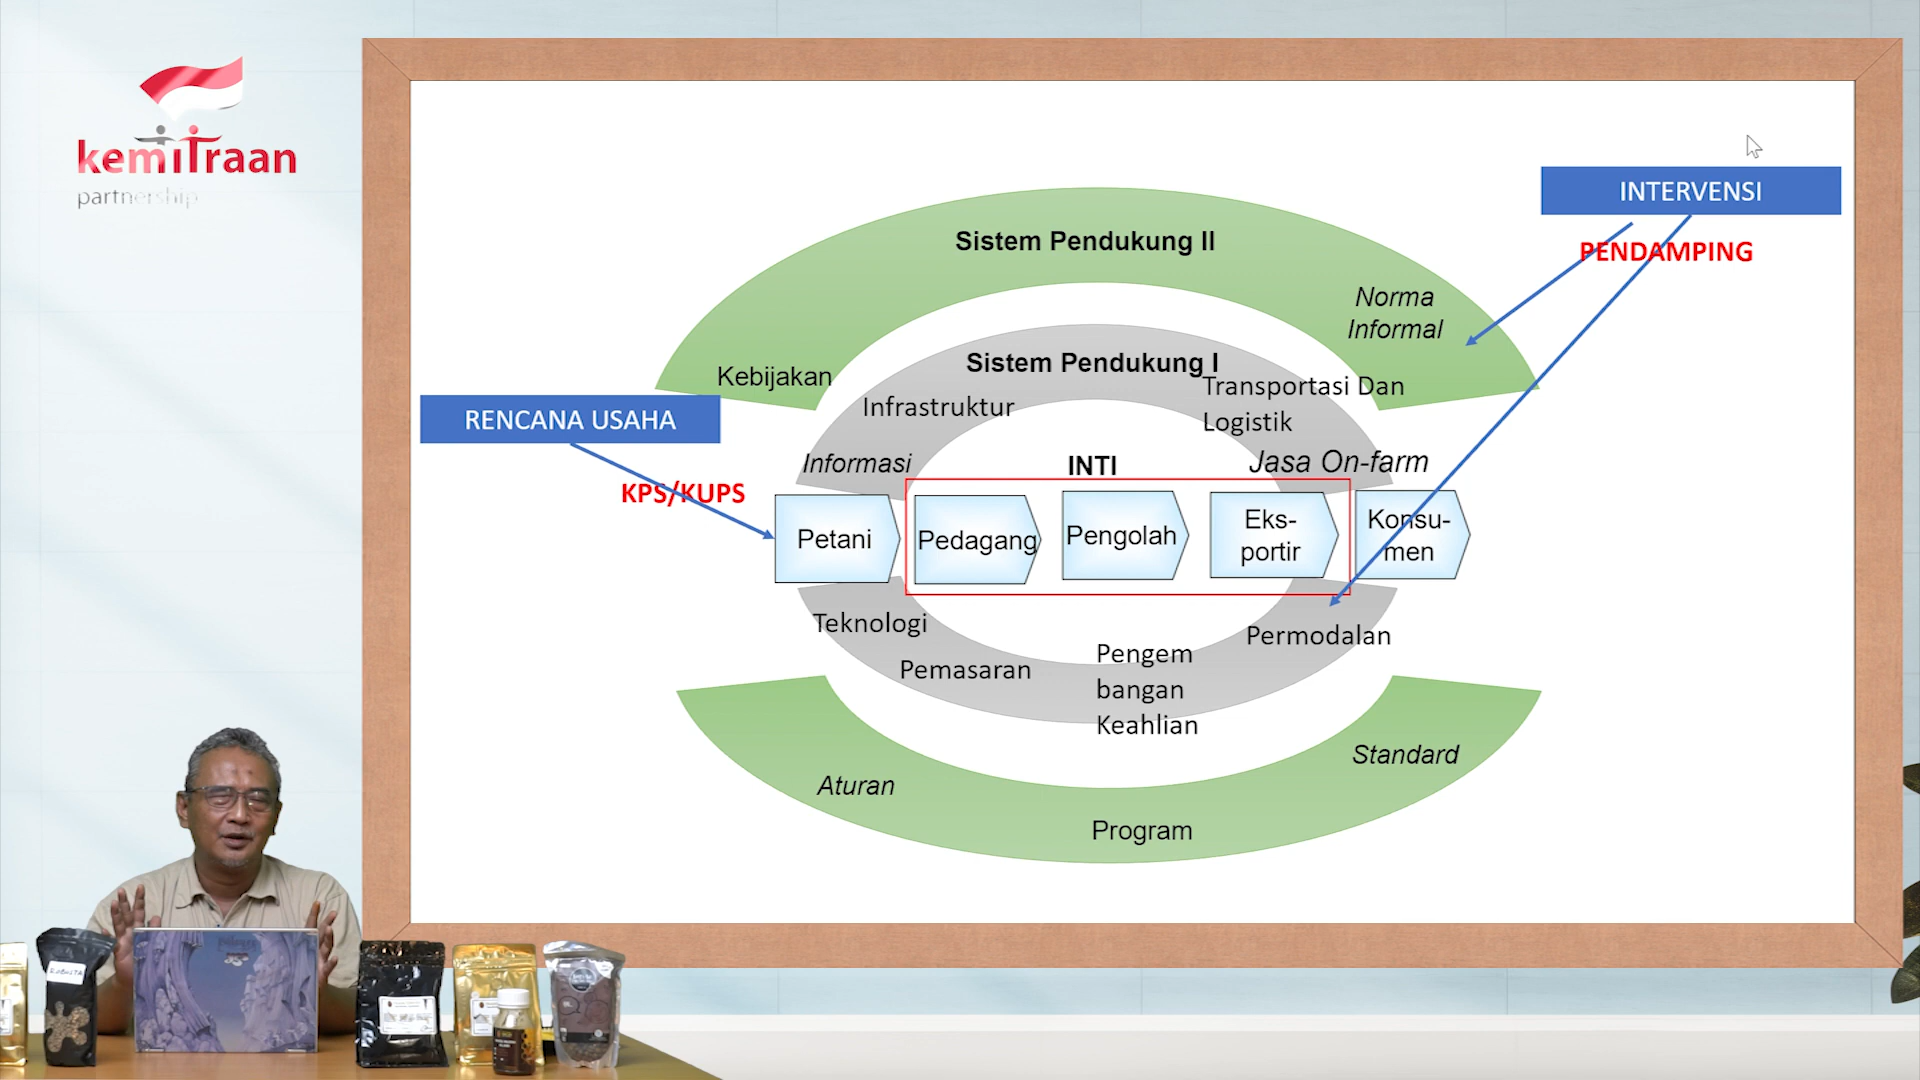 kemitraan
partnership
INTERVENSI
PENDAMPING
Sistem Pendukung II
Norma
Informal
Kebijakan
Sistem Pendukung I
Transportasi Dan
Logistik
Infrastruktur
RENCANA USAHA
KPS/KUPS
Informasi
INTI
Jasa On-farm
Petani
Pedagang
Pengolah
Eks-
portir
Konsu-
men
Teknologi
Pemasaran
Pengem
bangan
Keahlian
Permodalan
Aturan
Program
Standard
ROBUSTA